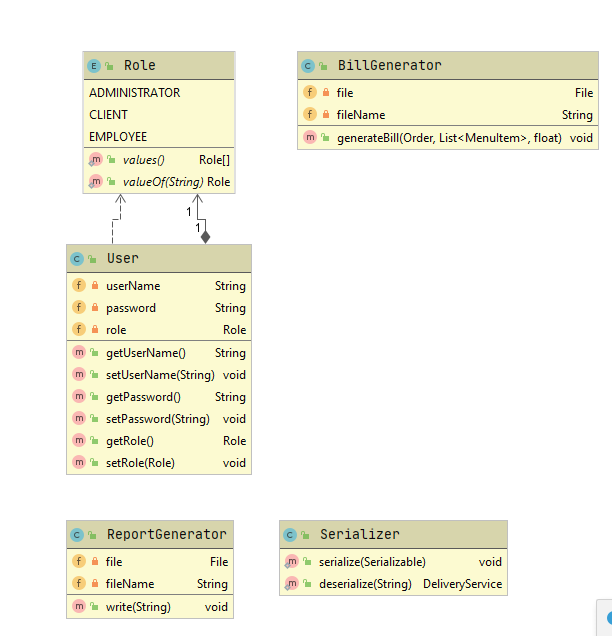 E Role
ADMINISTRATOR
CLIENT
EMPLOYEE
m values() Role[]
m valueOf(String) Role
C BillGenerator
f file File
f fileName String
m generateBill(Order, List<MenuItem>, float) void
1
1
C User
f userName String
f password String
f role Role
m getUserName() String
m setUserName(String) void
m getPassword() String
m setPassword(String) void
m getRole() Role
m setRole(Role) void
C ReportGenerator
f file File
f fileName String
m write(String) void
C Serializer
m serialize(Serializable) void
m deserialize(String) DeliveryService